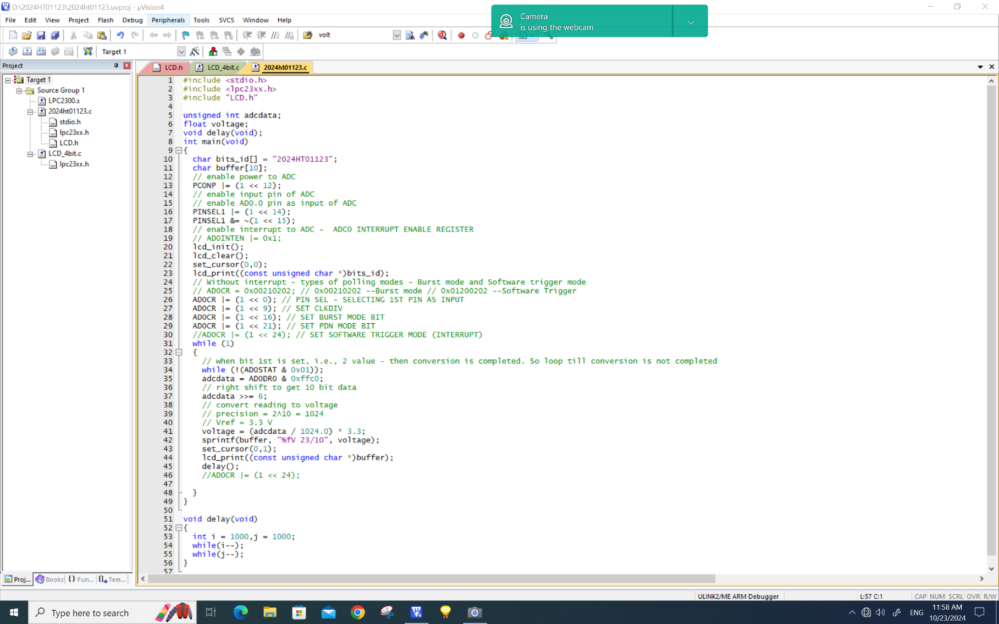 D:\2024HT01123\2024ht01123.uvproj - µVision4
Camera
is using the webcam
File Edit View Project Flash Debug Peripherals Tools SVCS Window Help
volt
LOAD Target 1
Project
LCD.h LCD_4bit.c 2024ht01123.c
Target 1
Source Group 1
LPC2300.s
2024ht01123.c
stdio.h
lpc23xx.h
LCD.h
LCD_4bit.c
lpc23xx.h
1 #include <stdio.h>
2 #include <lpc23xx.h>
3 #include "LCD.h"
4
5 unsigned int adcdata;
6 float voltage;
7 void delay(void);
8 int main(void)
9 {
10 char bits_id[] = "2024HT01123";
11 char buffer[10];
12 // enable power to ADC
13 PCONP |= (1 << 12);
14 // enable input pin of ADC
15 // enable AD0.0 pin as input of ADC
16 PINSEL1 |= (1 << 14);
17 PINSEL1 &= ~(1 << 15);
18 // enable interrupt to ADC - ADC0 INTERRUPT ENABLE REGISTER
19 // AD0INTEN |= 0x1;
20 lcd_init();
21 lcd_clear();
22 set_cursor(0,0);
23 lcd_print((const unsigned char *)bits_id);
24 // Without interrupt - types of polling modes - Burst mode and Software trigger mode
25 // AD0CR = 0x00210202; // 0x00210202 --Burst mode // 0x01200202 --Software Trigger
26 AD0CR |= (1 << 0); // PIN SEL - SELECTING 1ST PIN AS INPUT
27 AD0CR |= (1 << 9); // SET CLKDIV
28 AD0CR |= (1 << 16); // SET BURST MODE BIT
29 AD0CR |= (1 << 21); // SET PDN MODE BIT
30 //AD0CR |= (1 << 24); // SET SOFTWARE TRIGGER MODE (INTERRUPT)
31 while (1)
32 {
33 // when bit 1st is set, i.e., 2 value - then conversion is completed. So loop till conversion is not completed
34 while (!(AD0STAT & 0x01));
35 adcdata = AD0DR0 & 0xffc0;
36 // right shift to get 10 bit data
37 adcdata >>= 6;
38 // convert reading to voltage
39 // precision = 2^10 = 1024
40 // Vref = 3.3 V
41 voltage = (adcdata / 1024.0) * 3.3;
42 sprintf(buffer, "%fV 23/10", voltage);
43 set_cursor(0,1);
44 lcd_print((const unsigned char *)buffer);
45 delay();
46 //AD0CR |= (1 << 24);
47
48 }
49 }
50
51 void delay(void)
52 {
53 int i = 1000,j = 1000;
54 while(i--);
55 while(j--);
56 }
57
Proj... Books {} Fun... Tem...
ULINK2/ME ARM Debugger L:57 C:1 CAP NUM SCRL OVR R/W
Type here to search
ENG
11:58 AM
10/23/2024